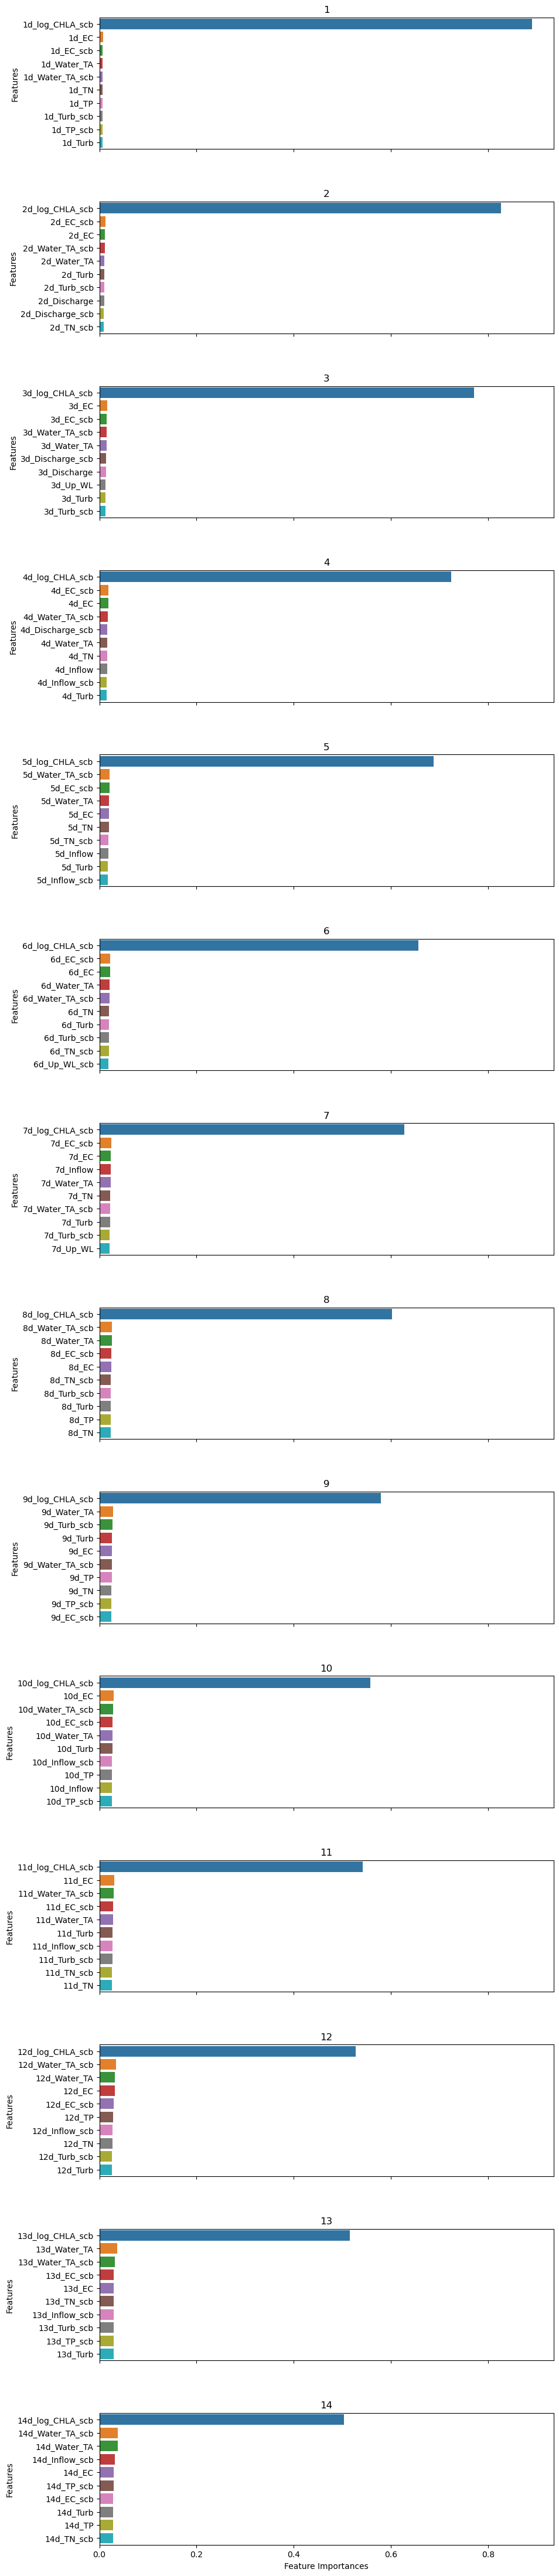 1
1d_log_CHLA_scb
1d_EC
1d_EC_scb
1d_Water_TA
1d_Water_TA_scb
1d_TN
1d_TP
1d_Turb_scb
1d_TP_scb
1d_Turb
Features
2
2d_log_CHLA_scb
2d_EC_scb
2d_EC
2d_Water_TA_scb
2d_Water_TA
2d_Turb
2d_Turb_scb
2d_Discharge
2d_Discharge_scb
2d_TN_scb
Features
3
3d_log_CHLA_scb
3d_EC
3d_EC_scb
3d_Water_TA_scb
3d_Water_TA
3d_Discharge_scb
3d_Discharge
3d_Up_WL
3d_Turb
3d_Turb_scb
Features
4
4d_log_CHLA_scb
4d_EC_scb
4d_EC
4d_Water_TA_scb
4d_Discharge_scb
4d_Water_TA
4d_TN
4d_Inflow
4d_Inflow_scb
4d_Turb
Features
5
5d_log_CHLA_scb
5d_Water_TA_scb
5d_EC_scb
5d_Water_TA
5d_EC
5d_TN
5d_TN_scb
5d_Inflow
5d_Turb
5d_Inflow_scb
Features
6
6d_log_CHLA_scb
6d_EC_scb
6d_EC
6d_Water_TA
6d_Water_TA_scb
6d_TN
6d_Turb
6d_Turb_scb
6d_TN_scb
6d_Up_WL_scb
Features
7
7d_log_CHLA_scb
7d_EC_scb
7d_EC
7d_Inflow
7d_Water_TA
7d_TN
7d_Water_TA_scb
7d_Turb
7d_Turb_scb
7d_Up_WL
Features
8
8d_log_CHLA_scb
8d_Water_TA_scb
8d_Water_TA
8d_EC_scb
8d_EC
8d_TN_scb
8d_Turb_scb
8d_Turb
8d_TP
8d_TN
Features
9
9d_log_CHLA_scb
9d_Water_TA
9d_Turb_scb
9d_Turb
9d_EC
9d_Water_TA_scb
9d_TP
9d_TN
9d_TP_scb
9d_EC_scb
Features
10
10d_log_CHLA_scb
10d_EC
10d_Water_TA_scb
10d_EC_scb
10d_Water_TA
10d_Turb
10d_Inflow_scb
10d_TP
10d_Inflow
10d_TP_scb
Features
11
11d_log_CHLA_scb
11d_EC
11d_Water_TA_scb
11d_EC_scb
11d_Water_TA
11d_Turb
11d_Inflow_scb
11d_Turb_scb
11d_TN_scb
11d_TN
Features
12
12d_log_CHLA_scb
12d_Water_TA_scb
12d_Water_TA
12d_EC
12d_EC_scb
12d_TP
12d_Inflow_scb
12d_TN
12d_Turb_scb
12d_Turb
Features
13
13d_log_CHLA_scb
13d_Water_TA
13d_Water_TA_scb
13d_EC_scb
13d_EC
13d_TN_scb
13d_Inflow_scb
13d_Turb_scb
13d_TP_scb
13d_Turb
Features
14
14d_log_CHLA_scb
14d_Water_TA_scb
14d_Water_TA
14d_Inflow_scb
14d_EC
14d_TP_scb
14d_EC_scb
14d_Turb
14d_TP
14d_TN_scb
Features
0.0 0.2 0.4 0.6 0.8
Feature Importances